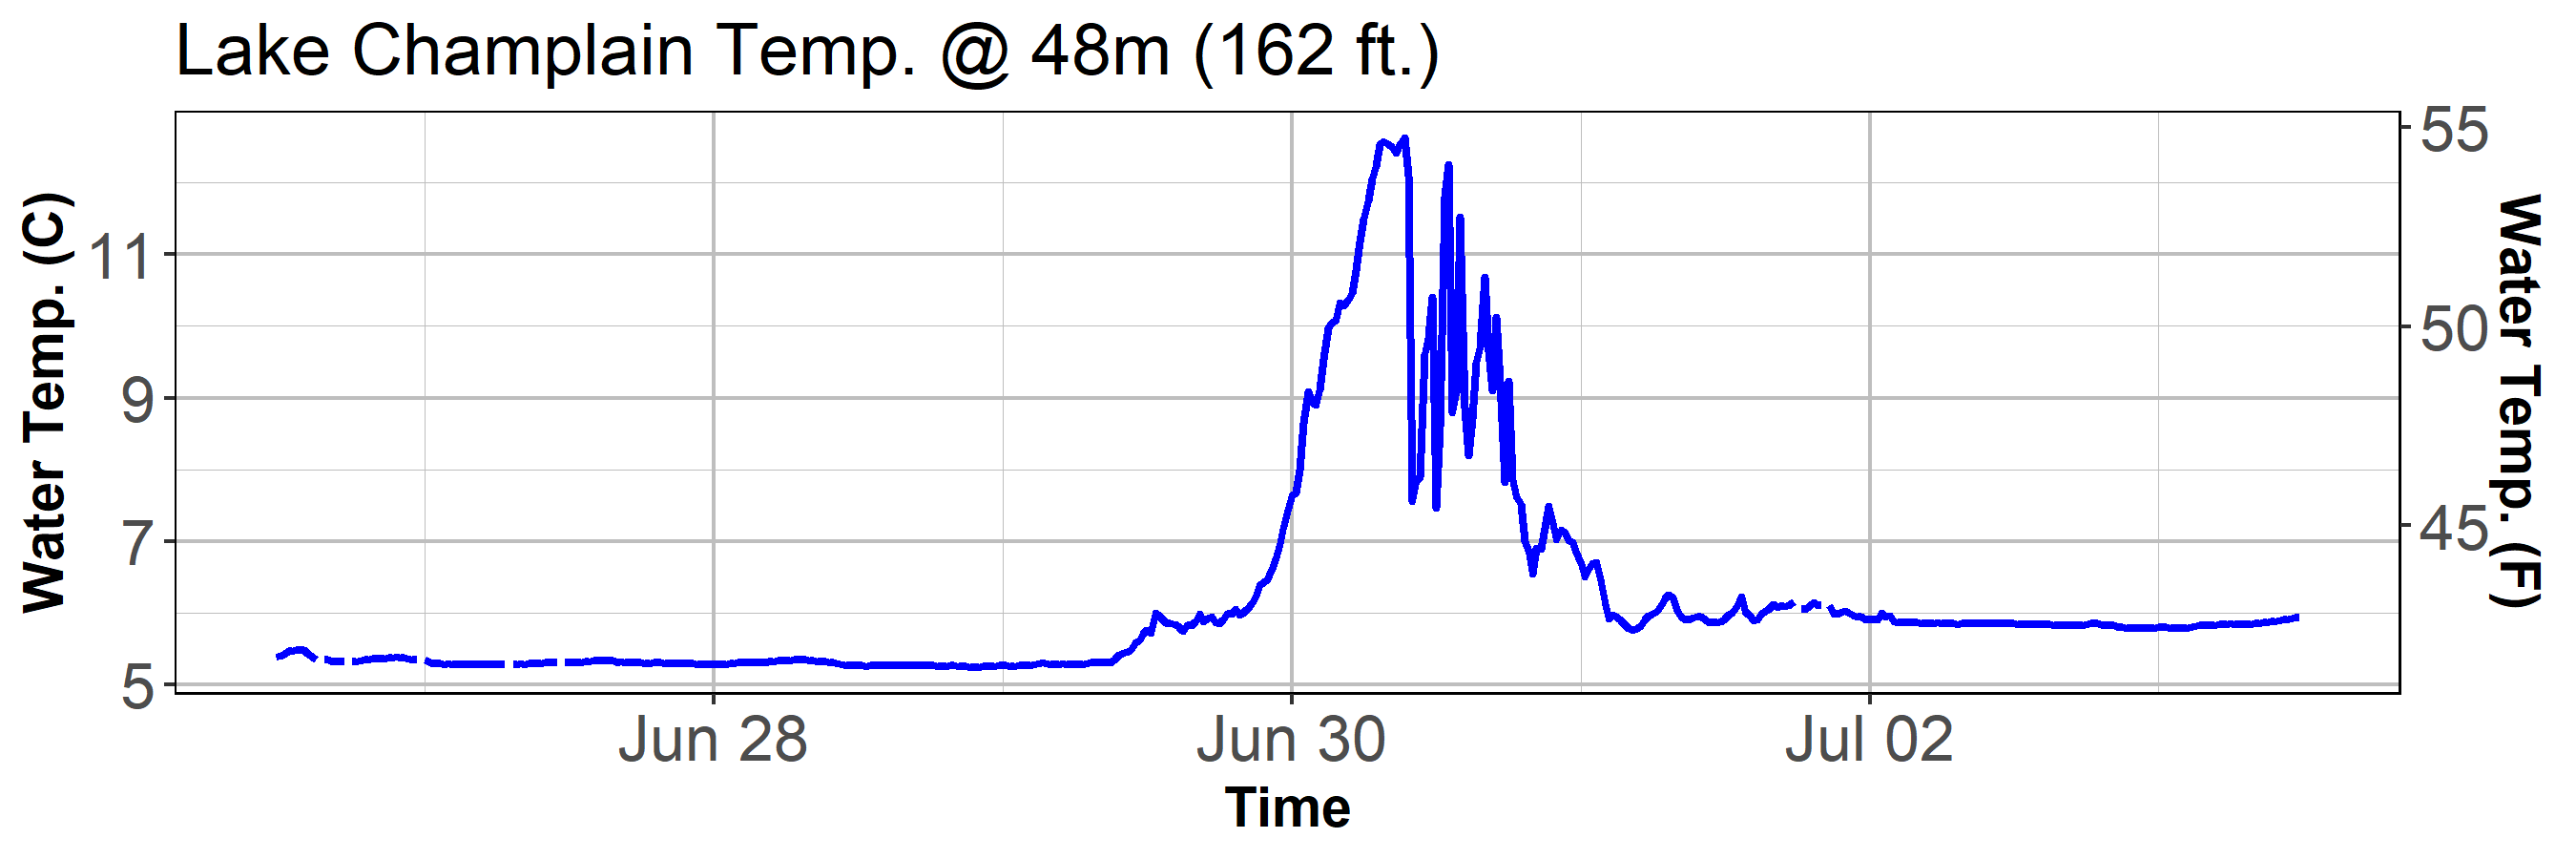 Lake Champlain Temp. @ 48m (162 ft.)
Water Temp. (C)
11
9
7
5
55
50
45
Water Temp. (F)
Jun 28
Jun 30
Jul 02
Time